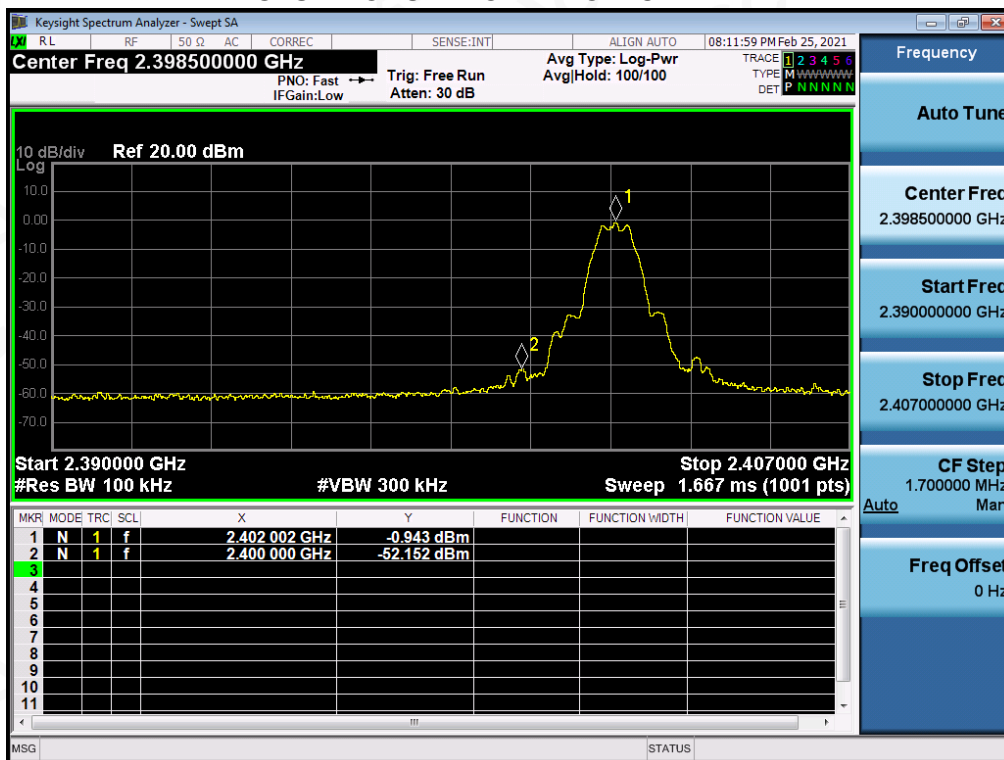 Keysight Spectrum Analyzer - Swept SA
LXI RL RF 50 Ω AC CORREC SENSE:INT ALIGN AUTO 08:11:59 PM Feb 25, 2021
Center Freq 2.398500000 GHz
PNO: Fast
IFGain:Low
Trig: Free Run
Atten: 30 dB
Avg Type: Log-Pwr
Avg|Hold: 100/100
TRACE 1 2 3 4 5 6
TYPE M WWWWW
DET P N N N N N
10 dB/div Ref 20.00 dBm
Log
10.0
0.00
-10.0
-20.0
-30.0
-40.0
-50.0
-60.0
-70.0
1
2
Start 2.390000 GHz Stop 2.407000 GHz
#Res BW 100 kHz #VBW 300 kHz Sweep 1.667 ms (1001 pts)
MKR MODE TRC SCL X Y FUNCTION FUNCTION WIDTH FUNCTION VALUE
1 N 1 f 2.402 002 GHz -0.943 dBm
2 N 1 f 2.400 000 GHz -52.152 dBm
3
4
5
6
7
8
9
10
11
MSG STATUS
Frequency
Auto Tune
Center Freq
2.398500000 GHz
Start Freq
2.390000000 GHz
Stop Freq
2.407000000 GHz
CF Step
1.700000 MHz
Auto Man
Freq Offset
0 Hz